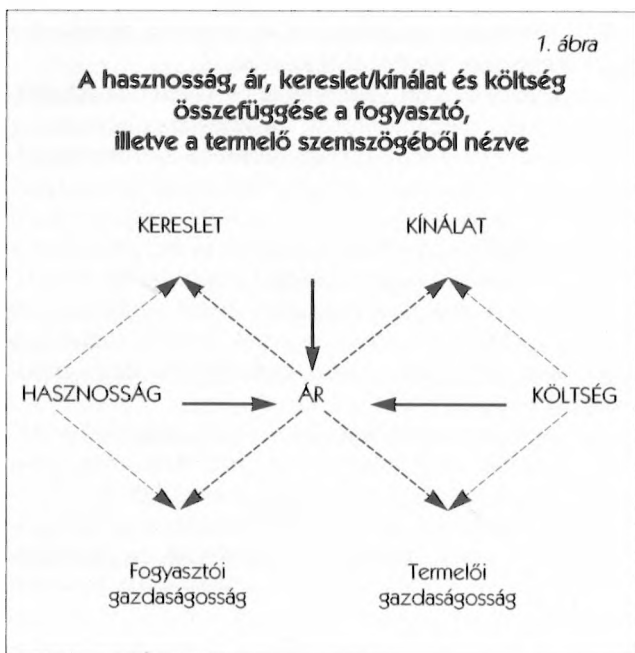 1. ábra
A hasznosság, ár, kereslet/kínálat és költség
összefüggése a fogyasztó,
illetve a termelő szemszögéből nézve
KERESLET KÍNÁLAT
HASZNOSSÁG ÁR KÖLTSÉG
Fogyasztói Termelői
gazdaságosság gazdaságosság